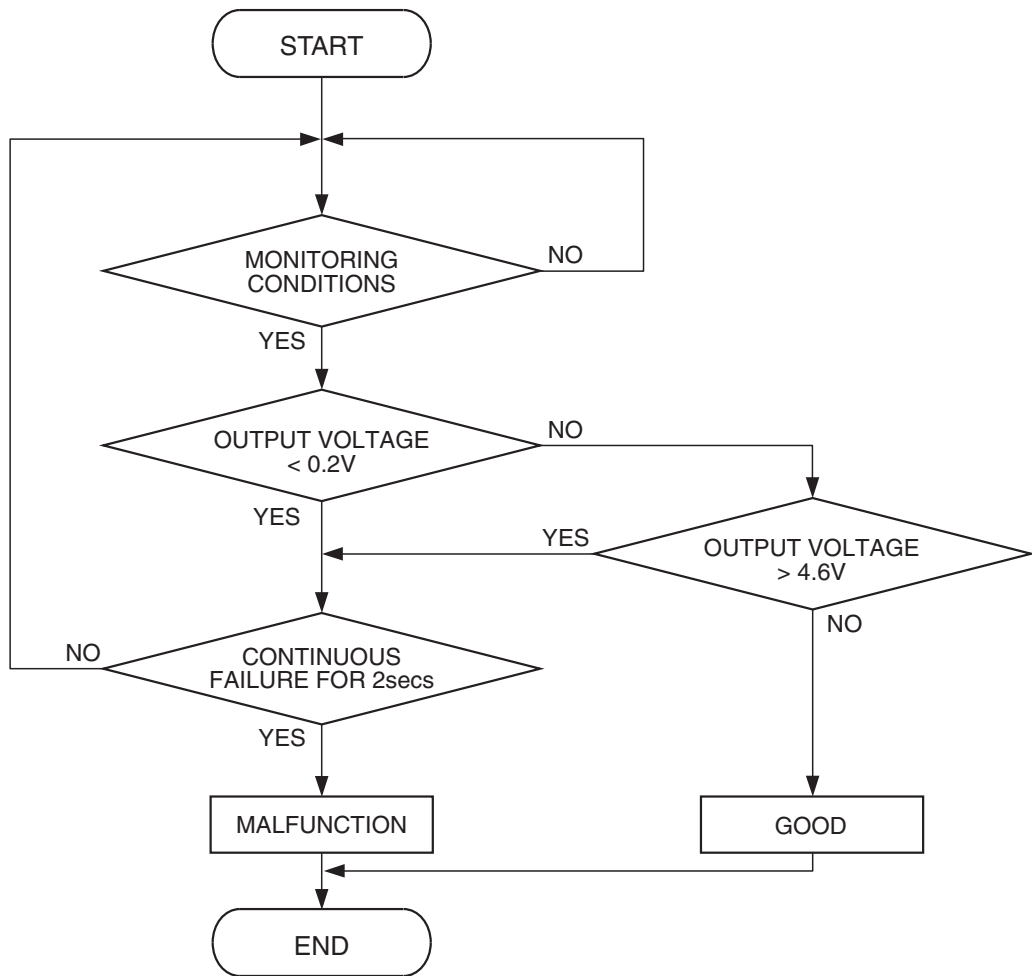 START
MONITORING
CONDITIONS
NO
YES
OUTPUT VOLTAGE
< 0.2V
NO
YES
OUTPUT VOLTAGE
> 4.6V
YES
NO
CONTINUOUS
FAILURE FOR 2secs
NO
YES
MALFUNCTION
GOOD
END